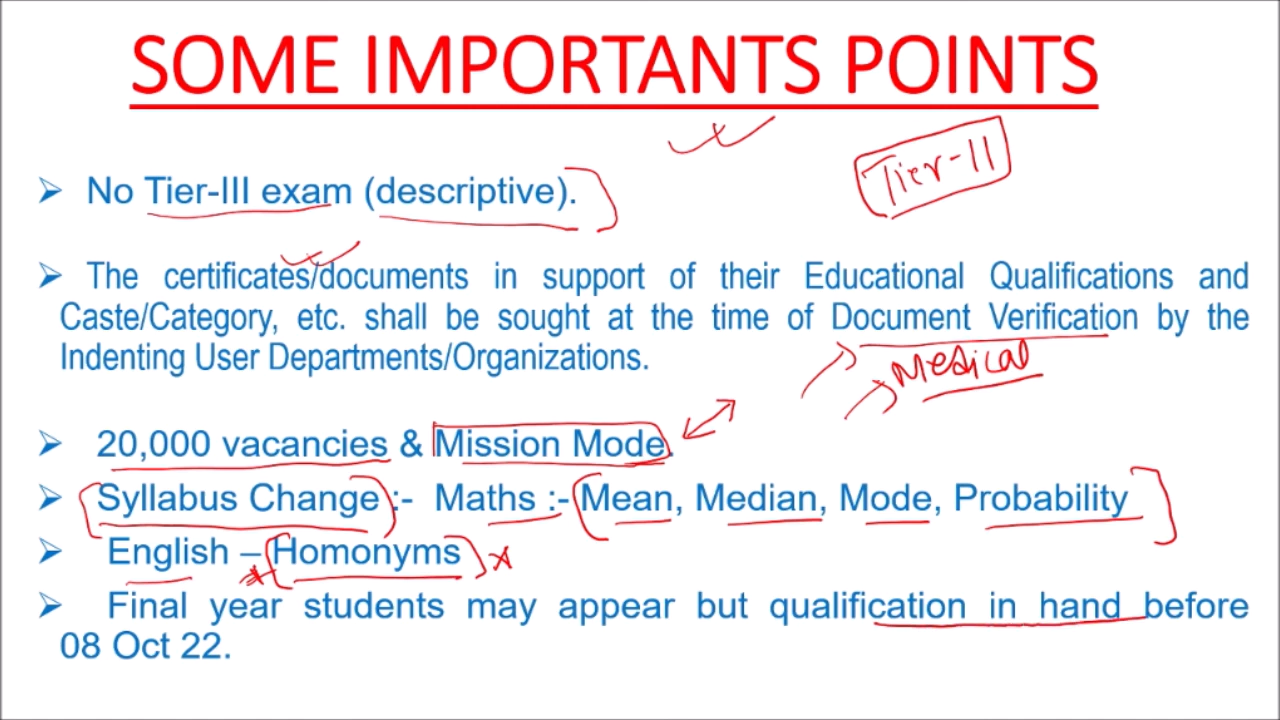 SOME IMPORTANTS POINTS
Tier-II
➢ No Tier-III exam (descriptive).
➢ The certificates/documents in support of their Educational Qualifications and
Caste/Category, etc. shall be sought at the time of Document Verification by the
Indenting User Departments/Organizations.
Medical
➢ 20,000 vacancies & Mission Mode.
➢ Syllabus Change :- Maths :- Mean, Median, Mode, Probability
➢ English – Homonyms
➢ Final year students may appear but qualification in hand before
08 Oct 22.